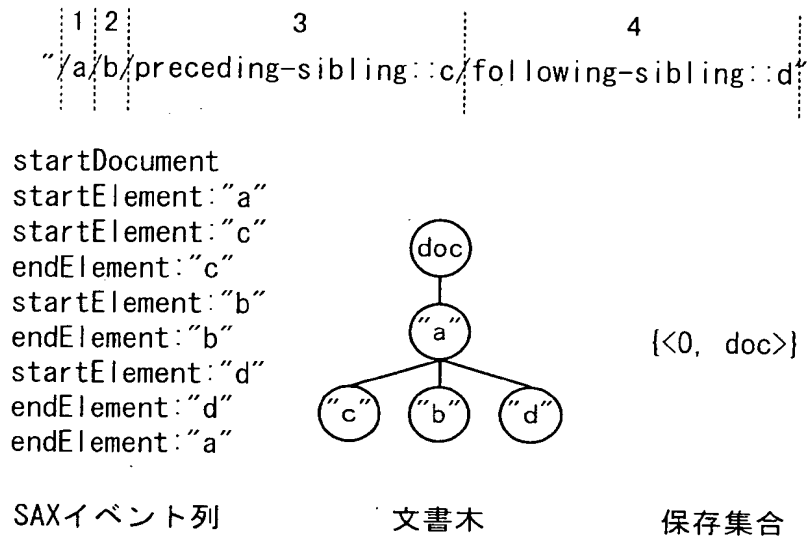 1 2 3 4
"/a/b/preceding-sibling::c/following-sibling::d"
startDocument
startElement:"a"
startElement:"c"
endElement:"c"
startElement:"b"
endElement:"b"
startElement:"d"
endElement:"d"
endElement:"a"
doc
"a"
"c" "b" "d"
{<0, doc>}
SAXイベント列 文書木 保存集合